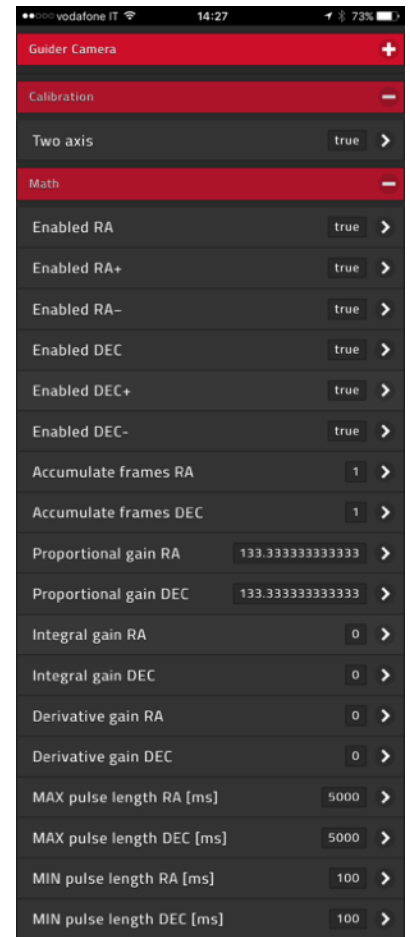 vodafone IT 14:27 73%
Guider Camera
Calibration
Two axis true
Math
Enabled RA true
Enabled RA+ true
Enabled RA– true
Enabled DEC true
Enabled DEC+ true
Enabled DEC- true
Accumulate frames RA 1
Accumulate frames DEC 1
Proportional gain RA 133.333333333333
Proportional gain DEC 133.333333333333
Integral gain RA 0
Integral gain DEC 0
Derivative gain RA 0
Derivative gain DEC 0
MAX pulse length RA [ms] 5000
MAX pulse length DEC [ms] 5000
MIN pulse length RA [ms] 100
MIN pulse length DEC [ms] 100